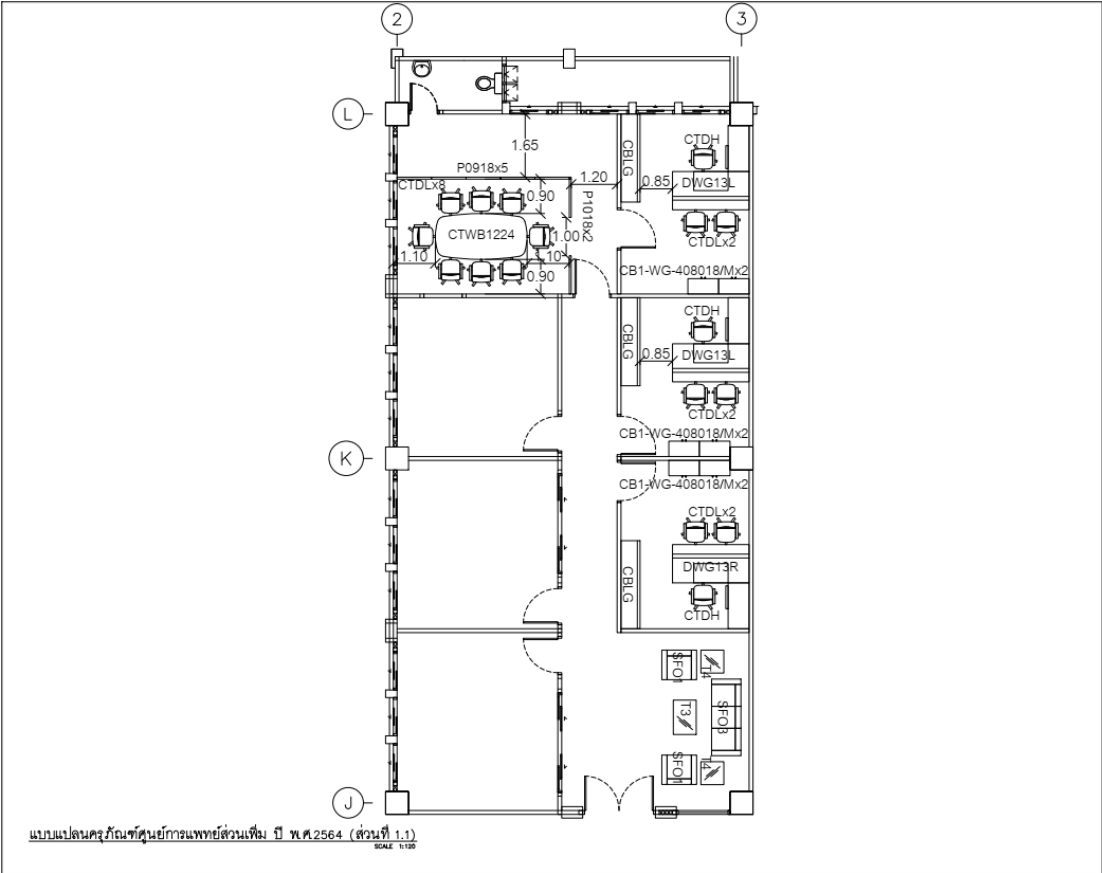 2
3
L
1.65
CTDH
CBLG
P0918x5
1.20
0.85
DWG13L
CTDLx8
0.90
P1018x2
CTDLx2
CTWB1224
1.00
1.10
1.10
0.90
CB1-WG-408018/Mx2
CTDH
CBLG
0.85
DWG13L
CTDLx2
CB1-WG-408018/Mx2
K
CB1-WG-408018/Mx2
CTDLx2
DWG13R
CBLG
CTDH
SFO1
T4
T3
SFO3
SFO1
T4
J
แบบแปลนครุภัณฑ์ศูนย์การแพทย์ส่วนเพิ่ม ปี พ.ศ.2564 (ส่วนที่ 1.1)
SCALE 1:120